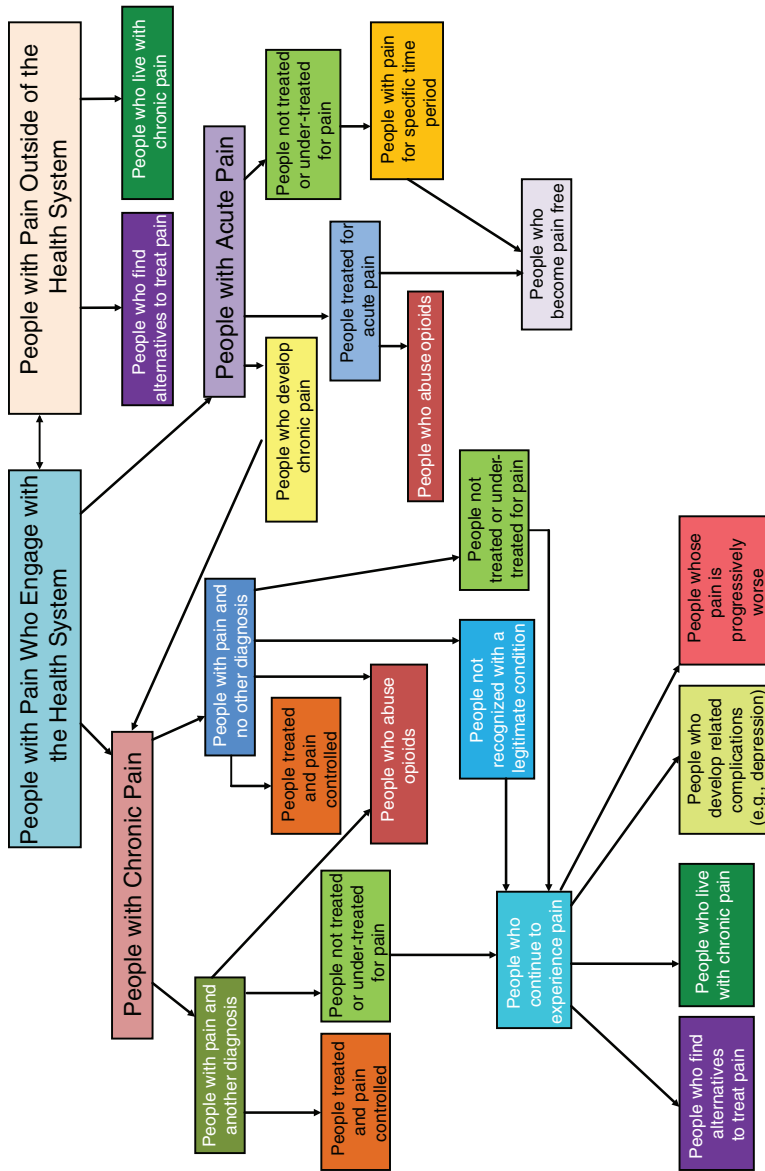 People with Pain Who Engage with
the Health System
People with Pain Outside of the
Health System
People who find
alternatives to treat pain
People who live with
chronic pain
People with Chronic Pain
People with Acute Pain
People with pain and
another diagnosis
People with pain and
no other diagnosis
People who develop
chronic pain
People not treated
or under-treated
for pain
People treated
and pain
controlled
People not treated
or under-treated
for pain
People treated
and pain
controlled
People who abuse
opioids
People treated for
acute pain
People with pain
for specific time
period
People who abuse opioids
People not
recognized with a
legitimate condition
People not
treated or under-
treated for pain
People who
become pain free
People who
continue to
experience pain
People who find
alternatives
to treat pain
People who live
with chronic pain
People who
develop related
complications
(e.g., depression)
People whose
pain is
progressively
worse